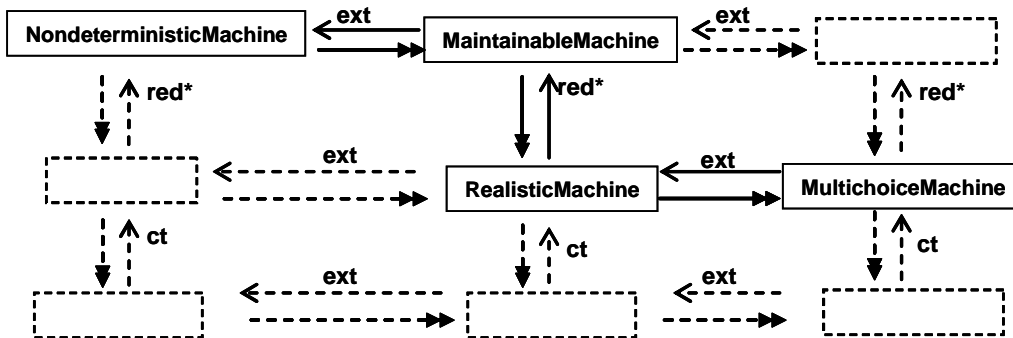 ext
ext
NondeterministicMachine
MaintainableMachine
red*
red*
red*
ext
ext
RealisticMachine
MultichoiceMachine
ct
ct
ct
ext
ext